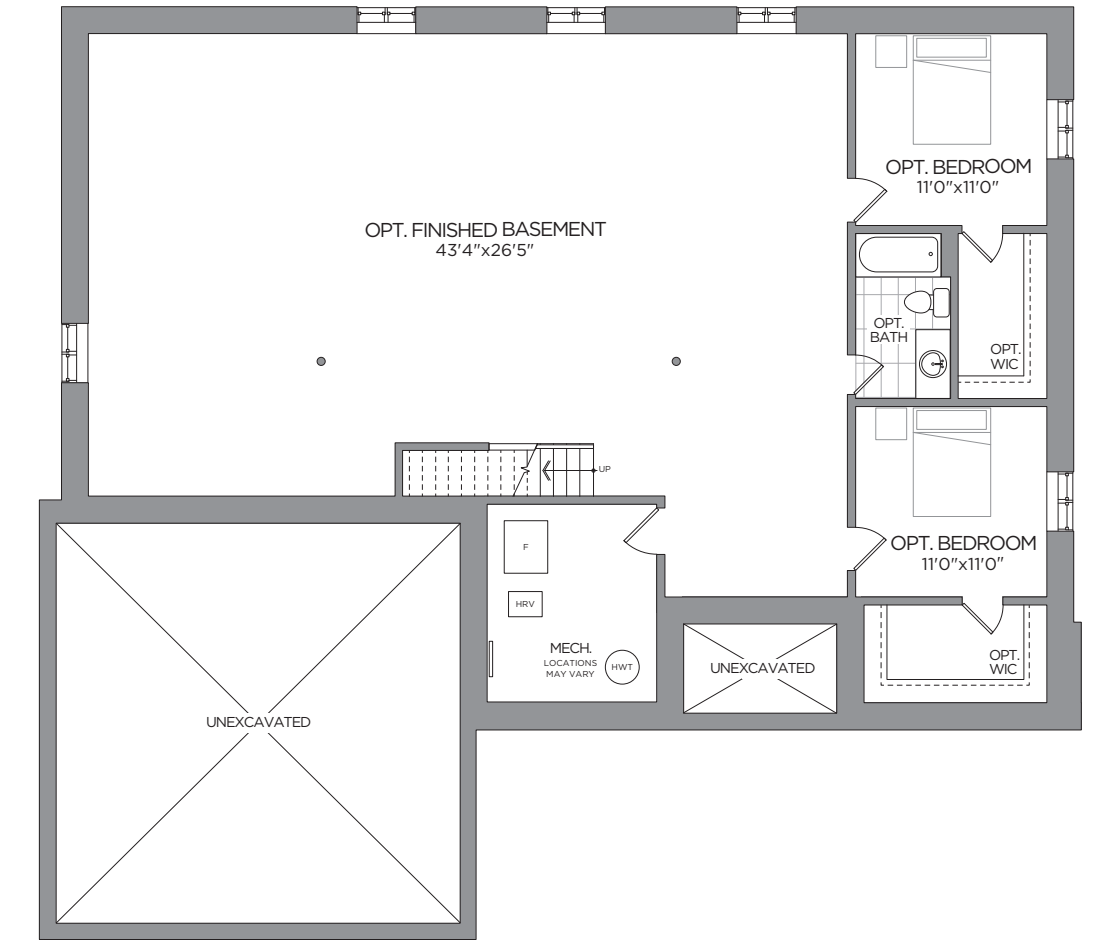 OPT. BEDROOM
11'0"x11'0"
OPT. FINISHED BASEMENT
43'4"x26'5"
OPT.
BATH
OPT.
WIC
UP
F
HRV
MECH.
LOCATIONS
MAY VARY
HWT
OPT. BEDROOM
11'0"x11'0"
UNEXCAVATED
OPT.
WIC
UNEXCAVATED